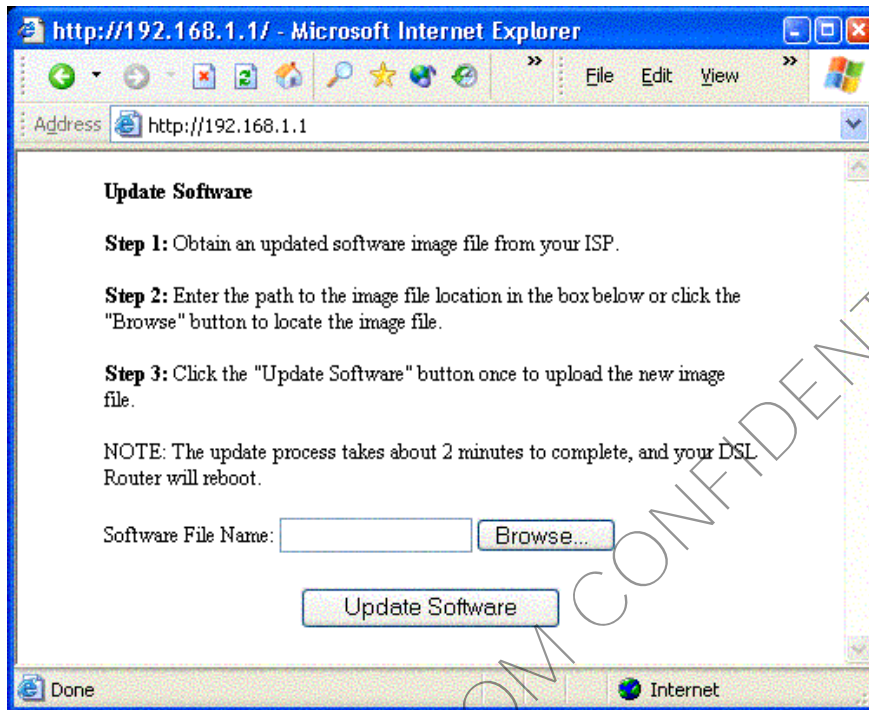 http://192.168.1.1/ - Microsoft Internet Explorer
» File Edit View »
Address http://192.168.1.1
Update Software
Step 1: Obtain an updated software image file from your ISP.
Step 2: Enter the path to the image file location in the box below or click the
"Browse" button to locate the image file.
Step 3: Click the "Update Software" button once to upload the new image
file.
NOTE: The update process takes about 2 minutes to complete, and your DSL
Router will reboot.
Software File Name: Browse...
Update Software
Done Internet